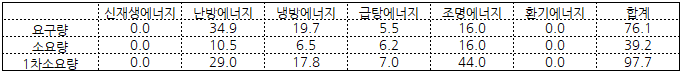 신재생에너지 난방에너지 냉방에너지 급탕에너지 조명에너지 환기에너지 합계
요구량 0.0 34.9 19.7 5.5 16.0 0.0 76.1
소요량 0.0 10.5 6.5 6.2 16.0 0.0 39.2
1차소요량 0.0 29.0 17.8 7.0 44.0 0.0 97.7